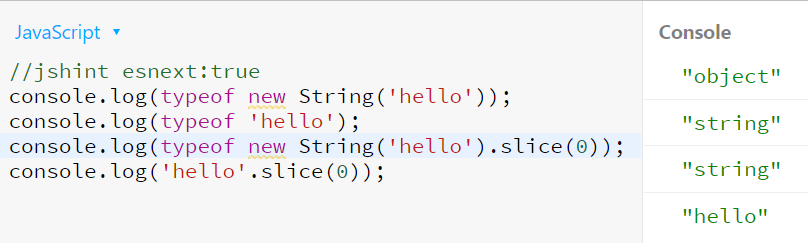 JavaScript
//jshint esnext:true
console.log(typeof new String('hello'));
console.log(typeof 'hello');
console.log(typeof new String('hello').slice(0));
console.log('hello'.slice(0));
Console
"object"
"string"
"string"
"hello"